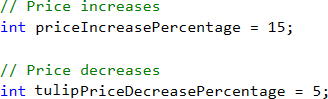 // Price increases
int priceIncreasePercentage = 15;
// Price decreases
int tulipPriceDecreasePercentage = 5;